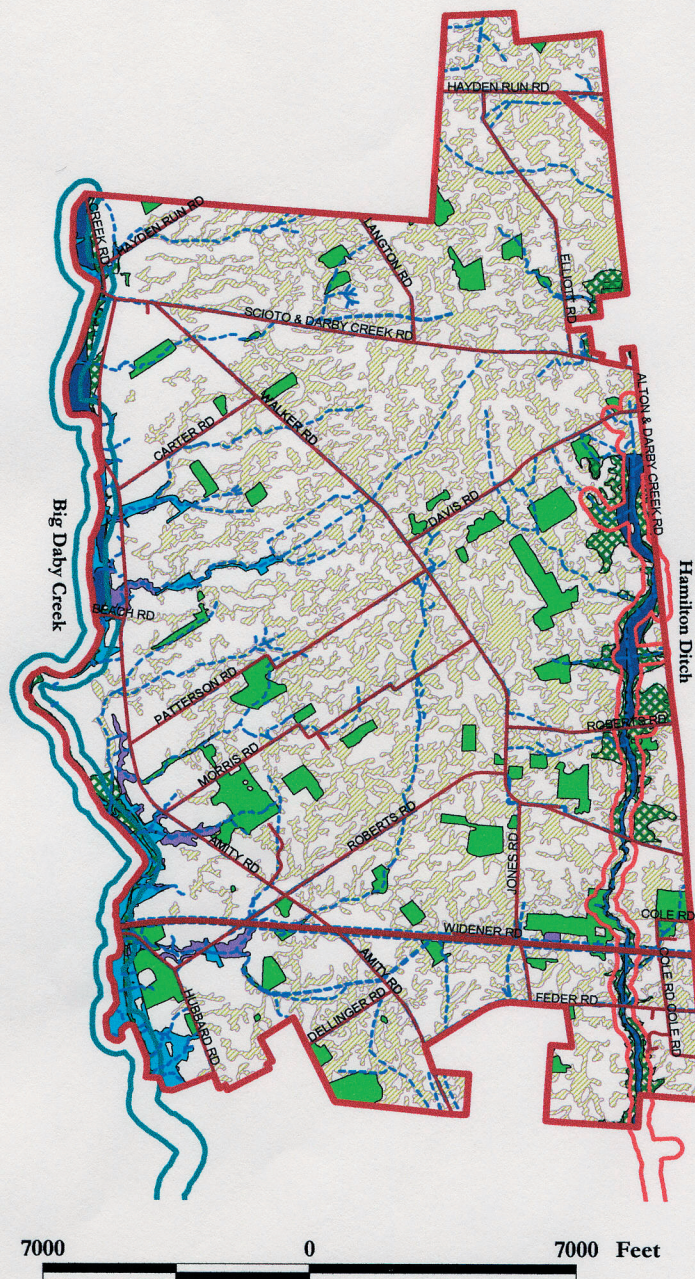 HAYDEN RUN RD
CREEK RD
HAYDEN RUN RD
LANGTON RD
ELLIOTT RD
SCIOTO & DARBY CREEK RD
ALTON & DARBY CREEK RD
WALKER RD
CARTER RD
DAVIS RD
Big Daby Creek
Hamilton Ditch
BEACH RD
PATTERSON RD
ROBERTS RD
MORRIS RD
ROBERTS RD
AMITY RD
JONES RD
COLE RD
WIDENER RD
AMITY RD
COLE RD
COLE RD
HUBBARD RD
FEDER RD
DELLINGER RD
7000 0 7000 Feet